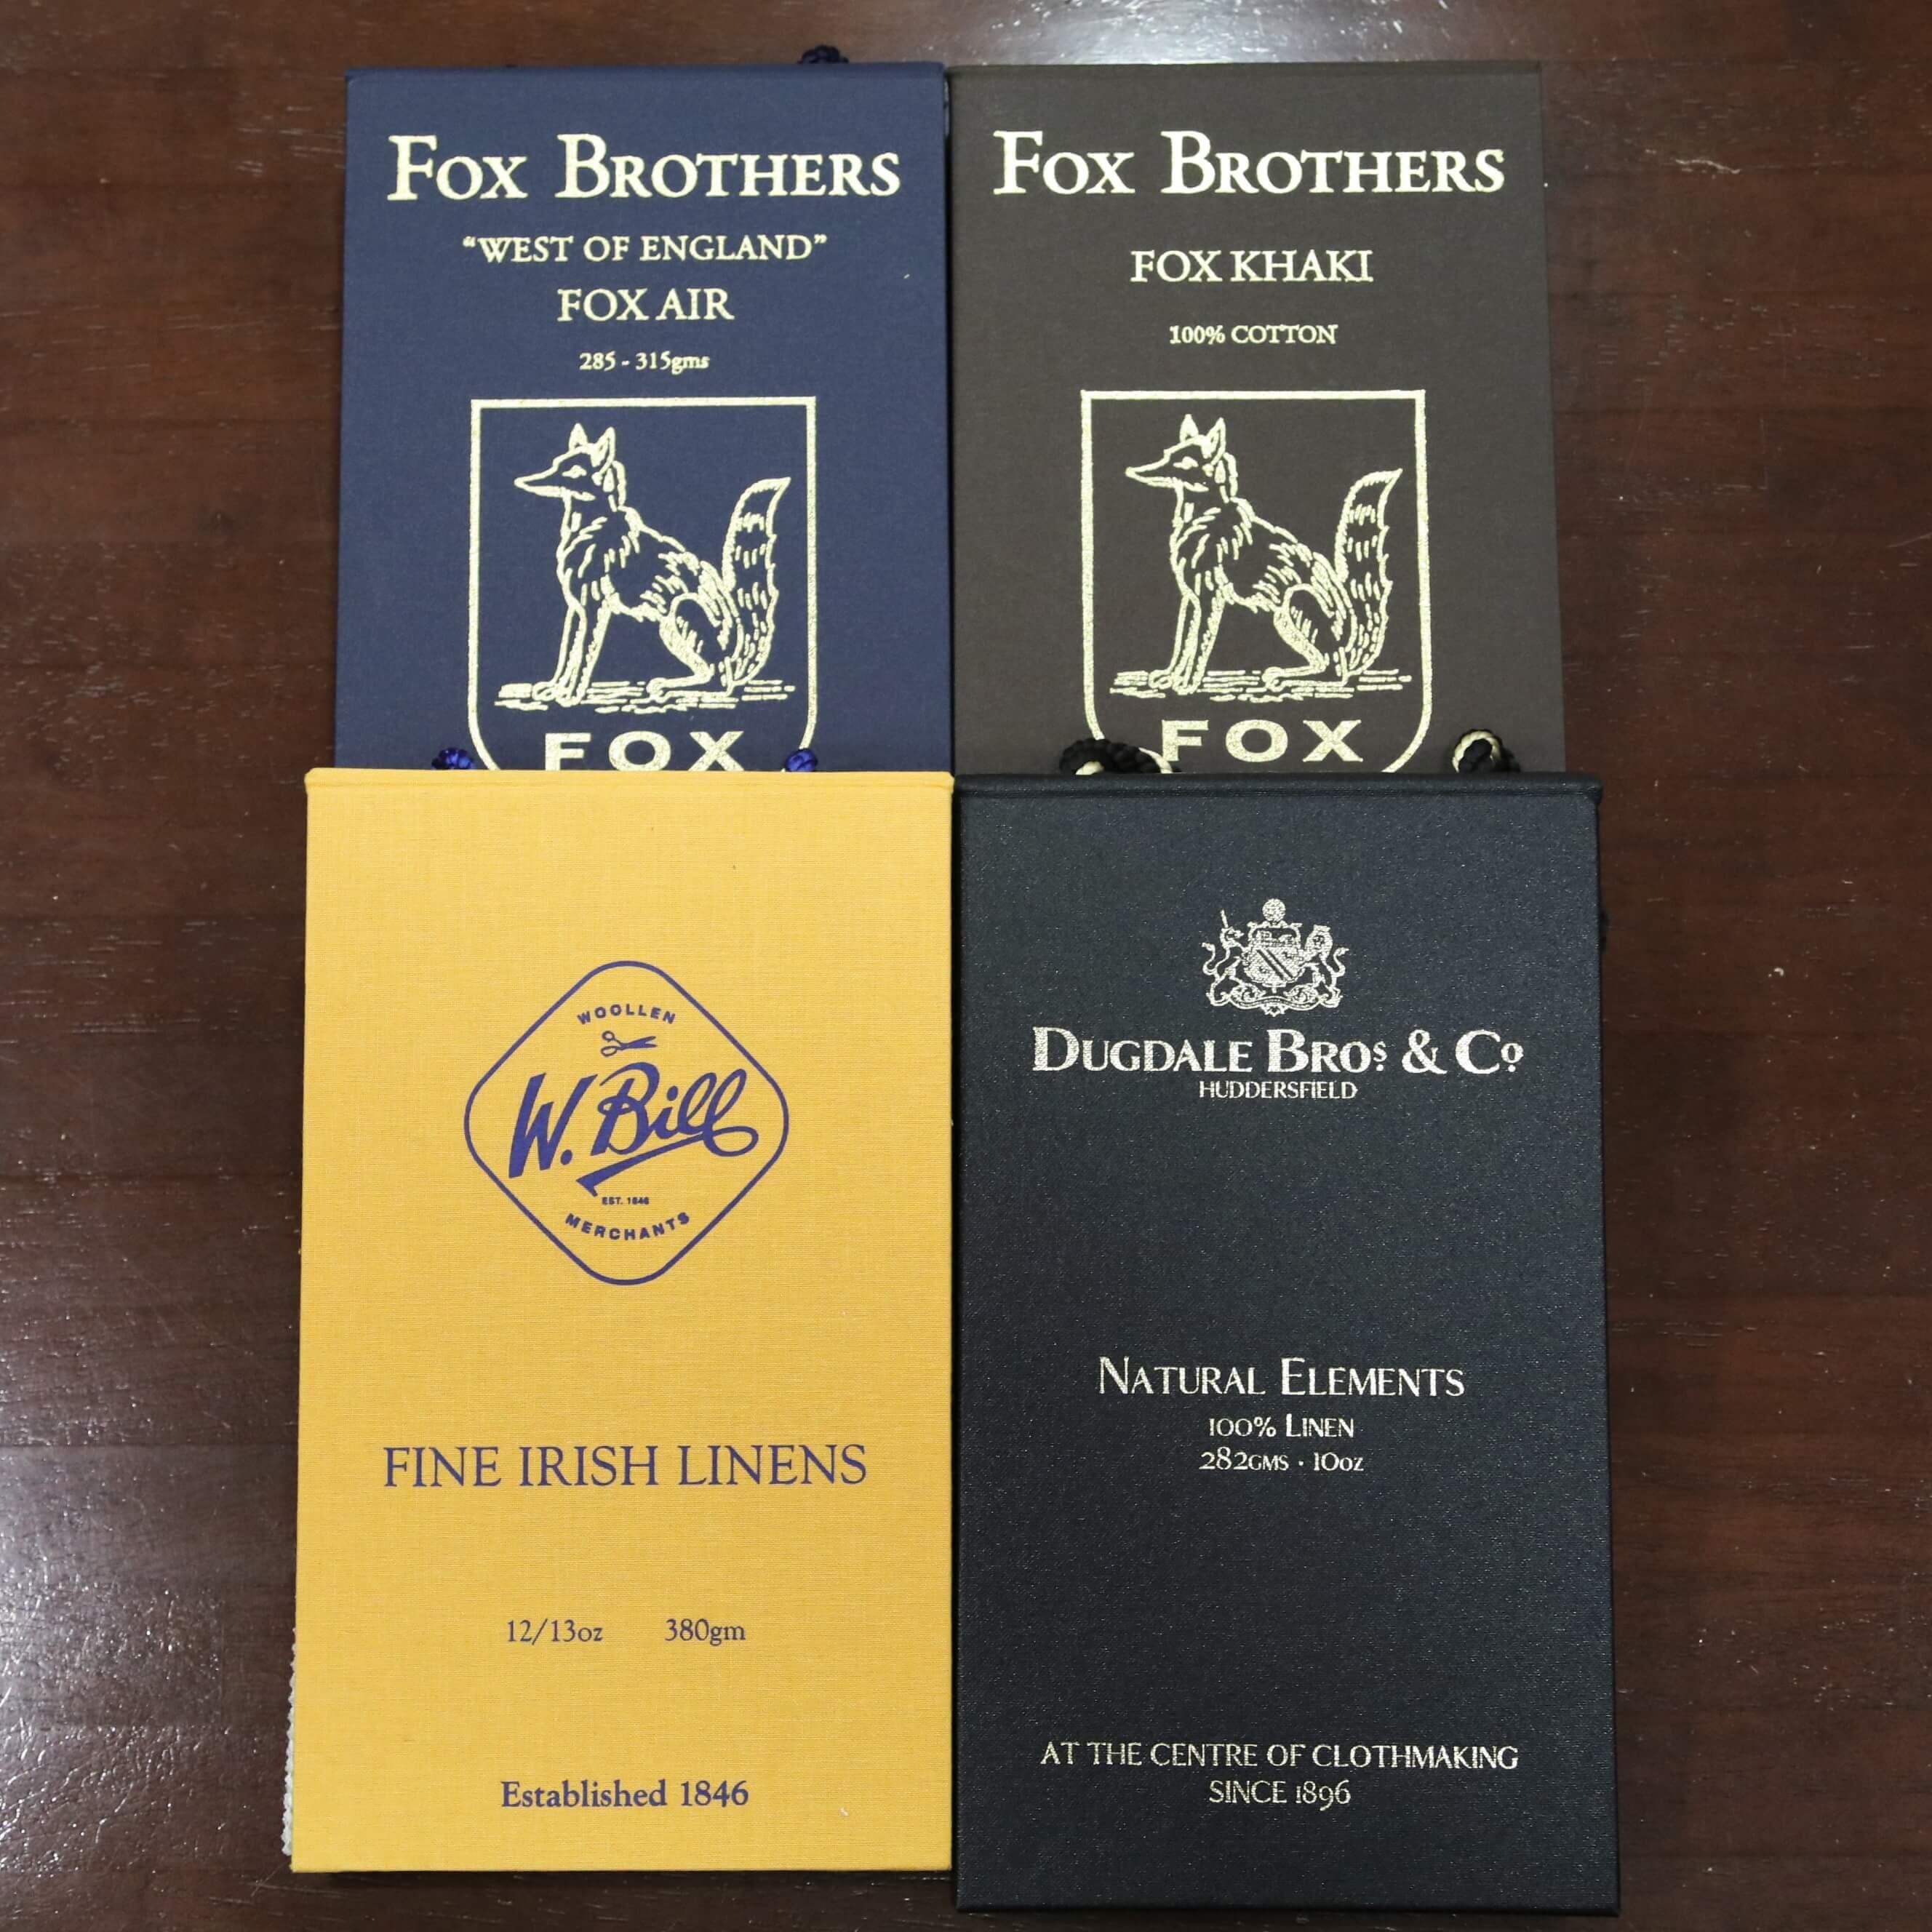 FOX BROTHERS
“WEST OF ENGLAND”
FOX AIR
285 - 315gms
FOX
FOX BROTHERS
FOX KHAKI
100% COTTON
FOX
WOOLLEN
W. Bill
EST. 1846
MERCHANTS
FINE IRISH LINENS
12/13oz 380gm
Established 1846
DUGDALE BROS & CO
HUDDERSFIELD
NATURAL ELEMENTS
100% LINEN
282GMS · 10OZ
AT THE CENTRE OF CLOTHMAKING
SINCE 1896